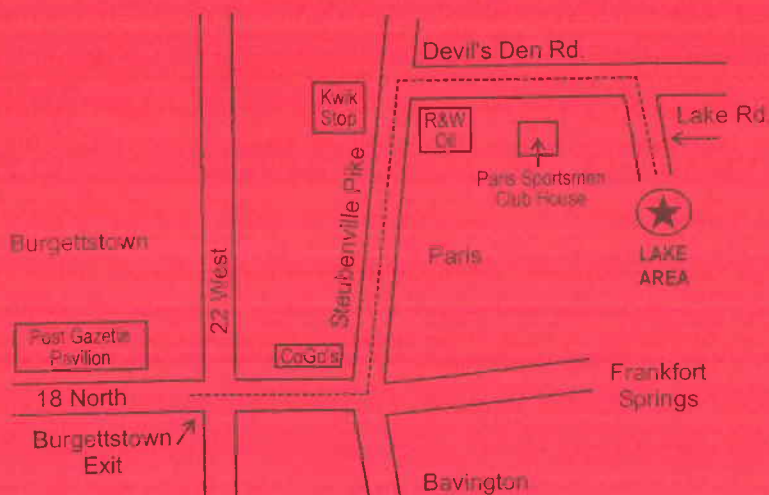 Devil's Den Rd.
Kwik
Stop
R&W
Oil
Lake Rd.
Paris Sportsmen
Club House
Steubenville Pike
Burgettstown
22 West
Paris
LAKE
AREA
Post Gazette
Pavilion
CoGo's
18 North
Frankfort
Springs
Burgettstown
Exit
Bavington